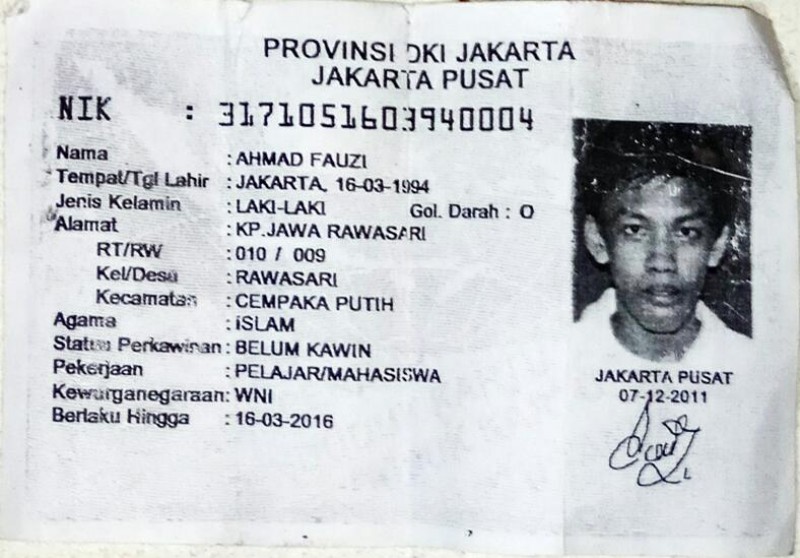 PROVINSI DKI JAKARTA
JAKARTA PUSAT
NIK : 3171051603940004
Nama : AHMAD FAUZI
Tempat/Tgl Lahir : JAKARTA, 16-03-1994
Jenis Kelamin : LAKI-LAKI Gol. Darah : O
Alamat : KP.JAWA RAWASARI
RT/RW : 010 / 009
Kel/Desa : RAWASARI
Kecamatan : CEMPAKA PUTIH
Agama : ISLAM
Status Perkawinan : BELUM KAWIN
Pekerjaan : PELAJAR/MAHASISWA
Kewarganegaraan : WNI
Berlaku Hingga : 16-03-2016
JAKARTA PUSAT
07-12-2011